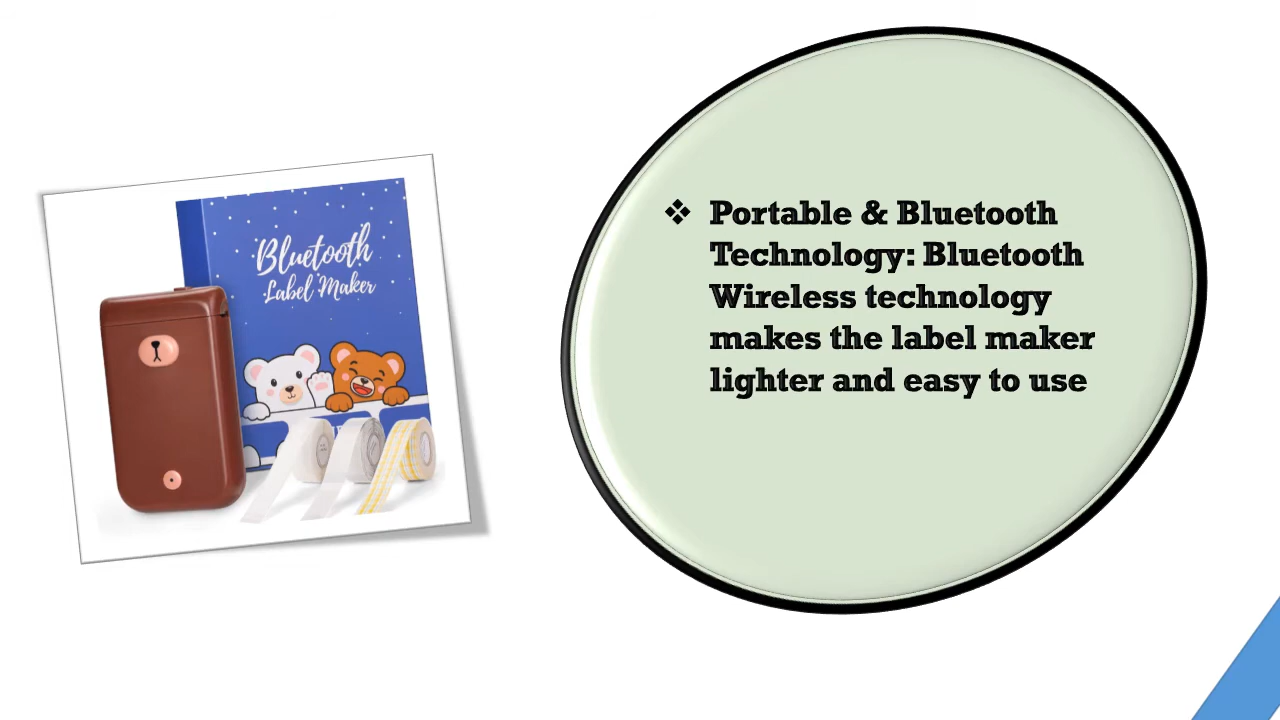 Bluetooth
Label Maker
❖ Portable & Bluetooth
Technology: Bluetooth
Wireless technology
makes the label maker
lighter and easy to use